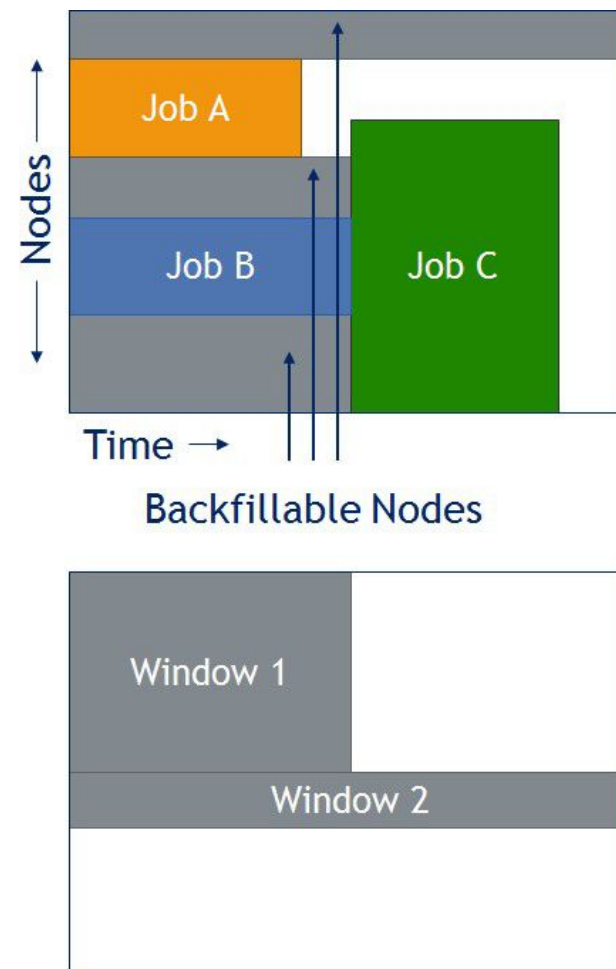 Job A
Nodes
Job B
Job C
Time
Backfillable Nodes
Window 1
Window 2